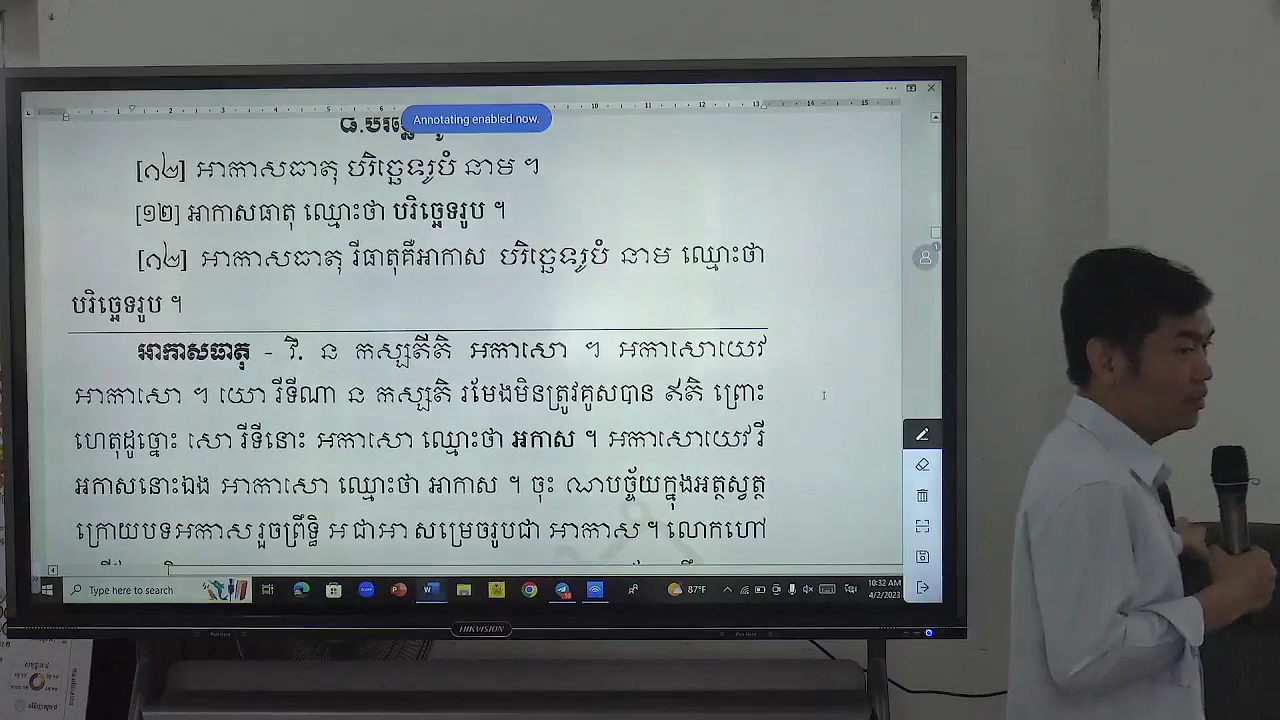 Annotating enabled now.
[១២] អាកាសធាតុ បរិច្ឆេទរូបំ នាម ។
[១២] អាកាសធាតុ ឈ្មោះថា បរិច្ឆេទរូប ។
[១២] អាកាសធាតុ រីធាតុគឺអាកាស បរិច្ឆេទរូបំ នាម ឈ្មោះថា
បរិច្ឆេទរូប ។
អាកាសធាតុ - វិ. ន កស្សតីតិ អកាសោ ។ អកាសោយេវ
អាកាសោ ។ យោ រីទីណា ន កស្សតិ រមែងមិនត្រូវគូសបាន ឥតិ ព្រោះ
ហេតុដូច្នោះ សោ រីទីនោះ អកាសោ ឈ្មោះថា អកាស ។ អកាសោយេវ រី
អកាសនោះឯង អាកាសោ ឈ្មោះថា អាកាស ។ ចុះ ណបច្ច័យក្នុងអត្ថស្វត្ថ
ក្រោយបទអកាស រួចព្រឹទ្ធិ អ ជាអា សម្រេចរូបជា អាកាស ។ លោកហៅ
Type here to search
87°F
10:32 AM
4/2/2023
HIKVISION